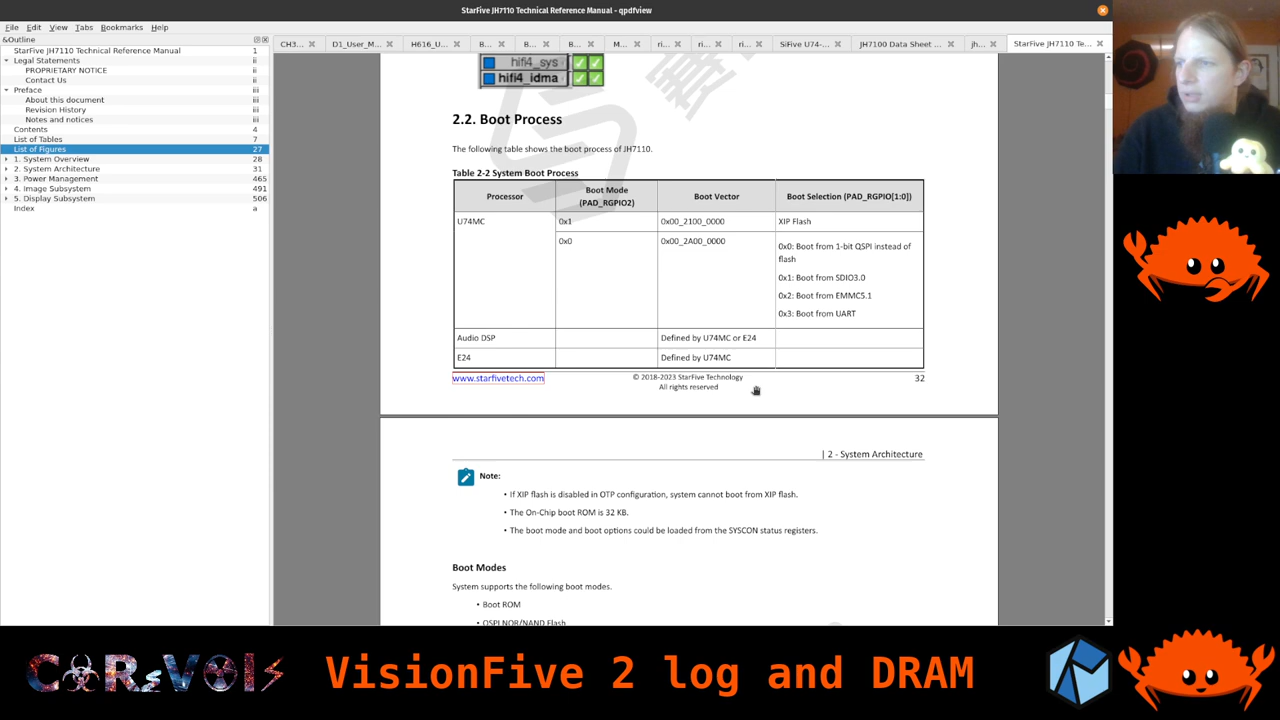 StarFive JH7110 Technical Reference Manual - qpdfview
File Edit View Tabs Bookmarks Help
&Outline
StarFive JH7110 Technical Reference Manual 1
Legal Statements ii
PROPRIETARY NOTICE ii
Contact Us ii
Preface iii
About this document iii
Revision History iii
Notes and notices iii
Contents 4
List of Tables 7
List of Figures 27
1. System Overview 28
2. System Architecture 31
3. Power Management 465
4. Image Subsystem 491
5. Display Subsystem 506
Index a
CH3... D1_User_M... H616_U... B... B... B... M... ri... ri... ri... SiFive U74-... JH7100 Data Sheet ... jh... StarFive JH7110 Te...
hifi4_sys
hifi4_idma
2.2. Boot Process
The following table shows the boot process of JH7110.
Table 2-2 System Boot Process
Processor Boot Mode (PAD_RGPIO2) Boot Vector Boot Selection (PAD_RGPIO[1:0])
U74MC 0x1 0x00_2100_0000 XIP Flash
0x0 0x00_2A00_0000 0x0: Boot from 1-bit QSPI instead of
flash
0x1: Boot from SDIO3.0
0x2: Boot from EMMC5.1
0x3: Boot from UART
Audio DSP Defined by U74MC or E24
E24 Defined by U74MC
www.starfivetech.com © 2018-2023 StarFive Technology 32
All rights reserved
| 2 - System Architecture
Note:
• If XIP flash is disabled in OTP configuration, system cannot boot from XIP flash.
• The On-Chip boot ROM is 32 KB.
• The boot mode and boot options could be loaded from the SYSCON status registers.
Boot Modes
System supports the following boot modes.
• Boot ROM
• QSPI NOR/NAND Flash
VisionFive 2 log and DRAM